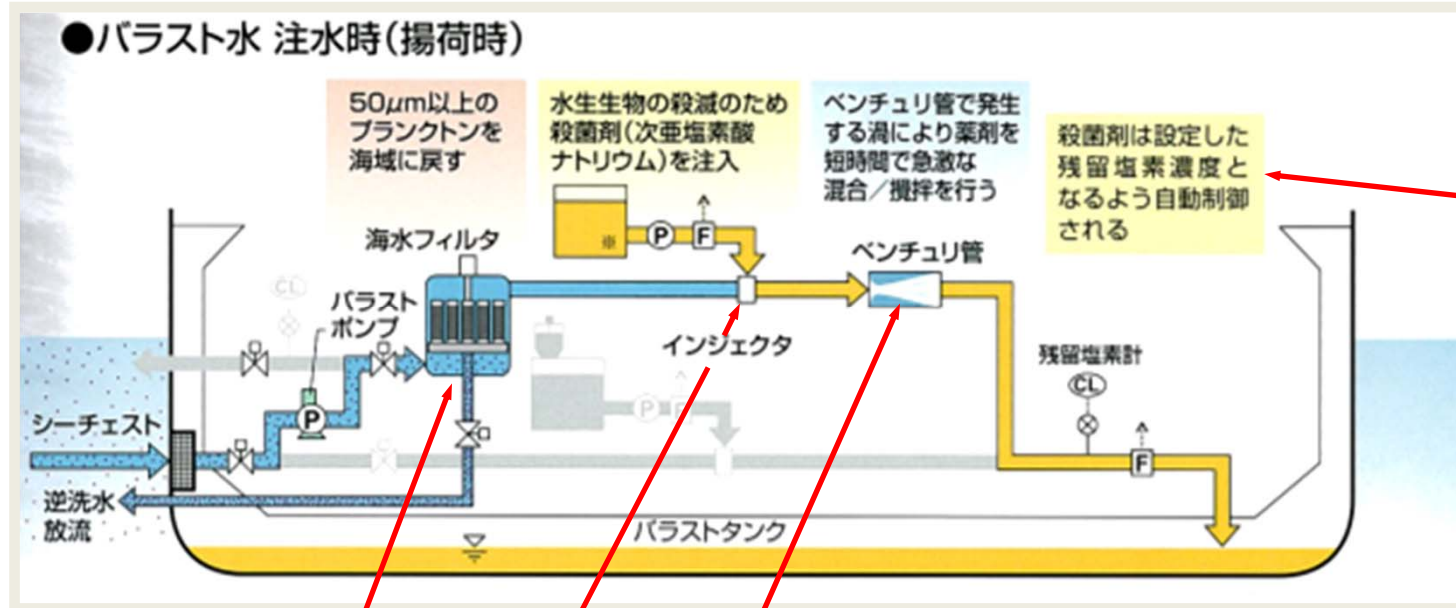 ●バラスト水 注水時(揚荷時)
50μm以上の
プランクトンを
海域に戻す
水生生物の殺滅のため
殺菌剤(次亜塩素酸
ナトリウム)を注入
ベンチュリ管で発生
する渦により薬剤を
短時間で急激な
混合/攪拌を行う
殺菌剤は設定した
残留塩素濃度と
なるよう自動制御
される
海水フィルタ
※
P
F
ベンチュリ管
CL
バラスト
ポンプ
インジェクタ
残留塩素計
CL
P
P
F
シーチェスト
F
逆洗水
放流
バラストタンク